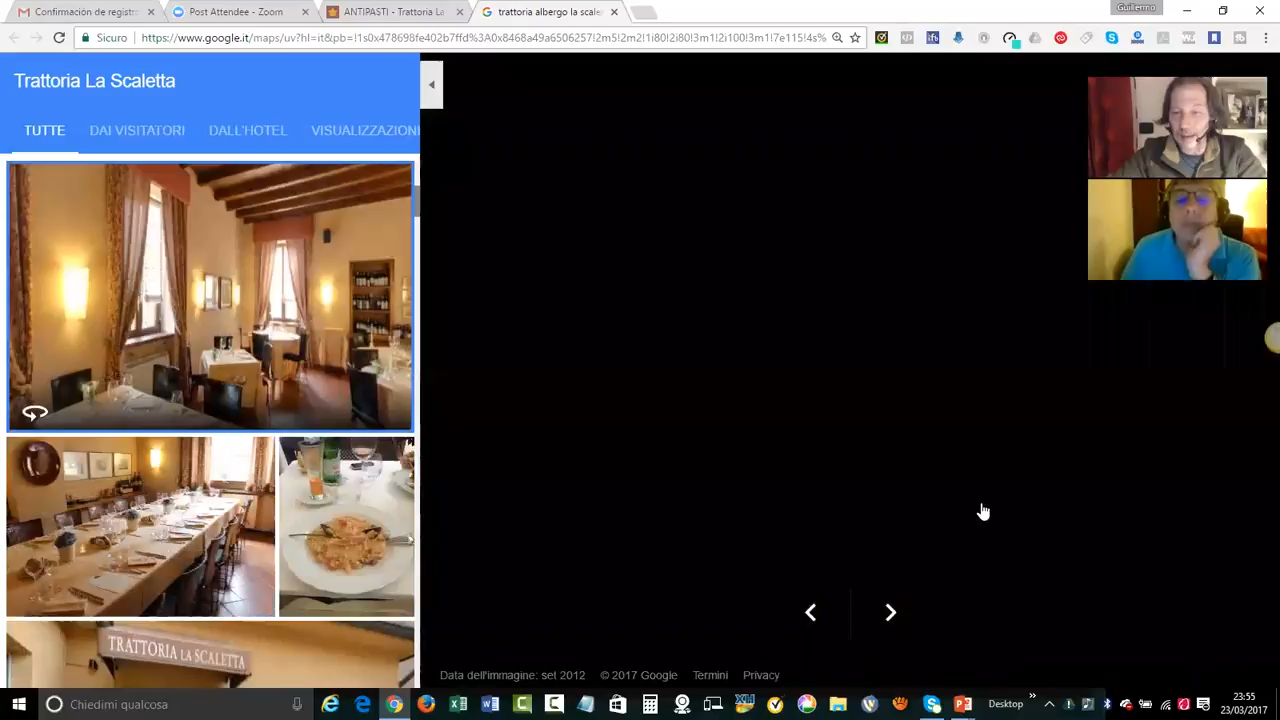 Confirmación de registr
Post Attendee - Zoom
ANTIPASTI - Trattoria La
trattoria albergo la scale
Guillermo
Sicuro
https://www.google.it/maps/uv?hl=it&pb=!1s0x478698fe402b7ffd%3A0x8468a49a6506257!2m5!2m2!1i80!2i80!3m1!2i100!3m1!7e115!4s%
Trattoria La Scaletta
TUTTE
DAI VISITATORI
DALL'HOTEL
VISUALIZZAZIONI
TRATTORIA LA SCALETTA
Data dell'immagine: set 2012
© 2017 Google
Termini
Privacy
Chiedimi qualcosa
Desktop
23:55
23/03/2017